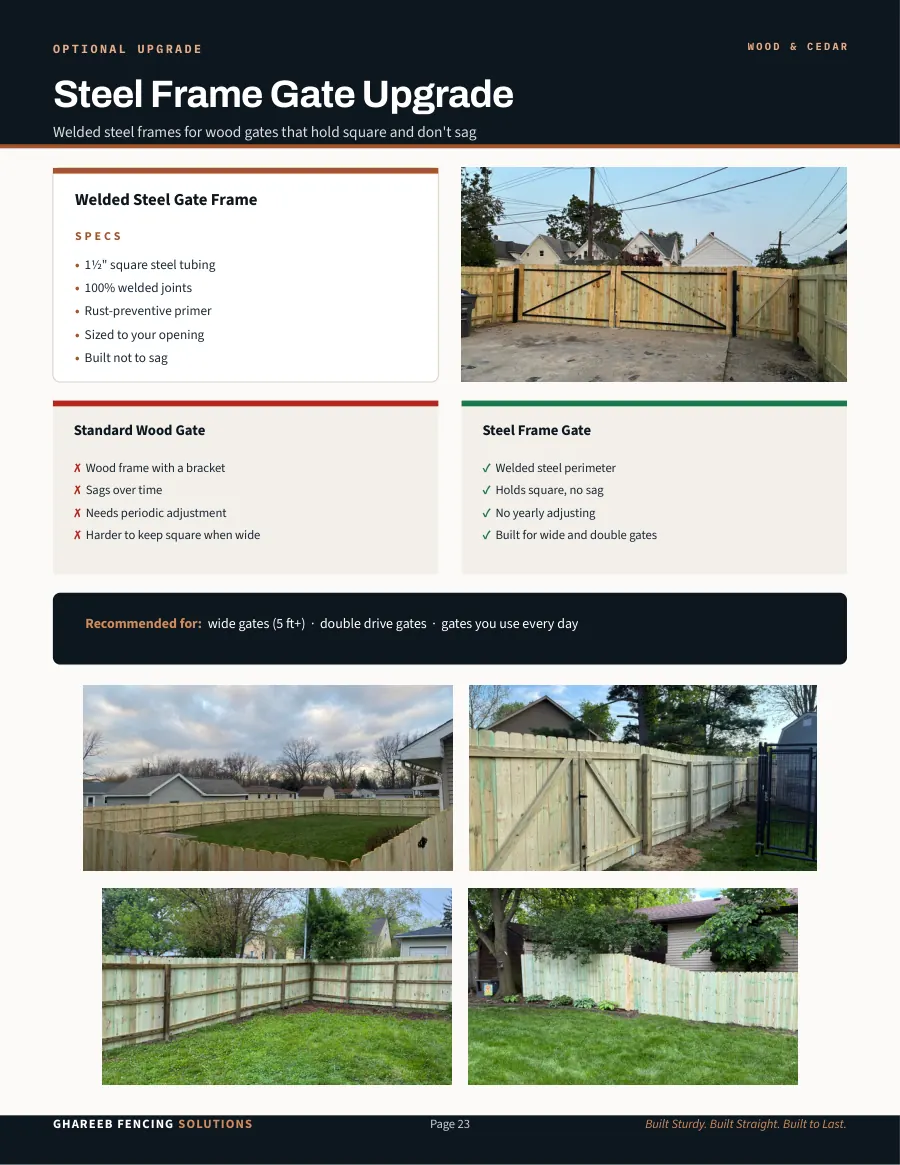 OPTIONAL UPGRADE
WOOD & CEDAR
Steel Frame Gate Upgrade
Welded steel frames for wood gates that hold square and don't sag
Welded Steel Gate Frame
SPECS
• 1½" square steel tubing
• 100% welded joints
• Rust-preventive primer
• Sized to your opening
• Built not to sag
Standard Wood Gate
✗ Wood frame with a bracket
✗ Sags over time
✗ Needs periodic adjustment
✗ Harder to keep square when wide
Steel Frame Gate
✓ Welded steel perimeter
✓ Holds square, no sag
✓ No yearly adjusting
✓ Built for wide and double gates
Recommended for: wide gates (5 ft+) · double drive gates · gates you use every day
GHAREEB FENCING SOLUTIONS
Page 23
Built Sturdy. Built Straight. Built to Last.